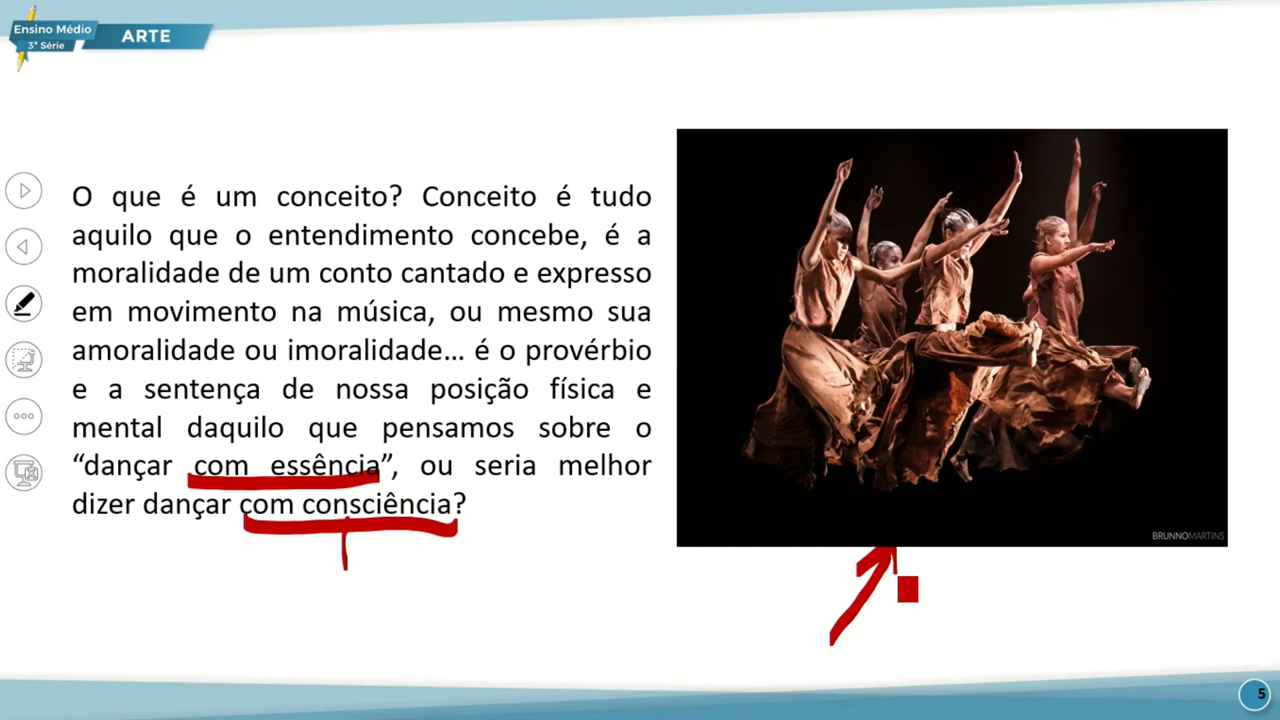 Ensino Médio
3ª Série
ARTE
O que é um conceito? Conceito é tudo
aquilo que o entendimento concebe, é a
moralidade de um conto cantado e expresso
em movimento na música, ou mesmo sua
amoralidade ou imoralidade... é o provérbio
e a sentença de nossa posição física e
mental daquilo que pensamos sobre o
“dançar com essência”, ou seria melhor
dizer dançar com consciência?
BRUNNOMARTINS
5